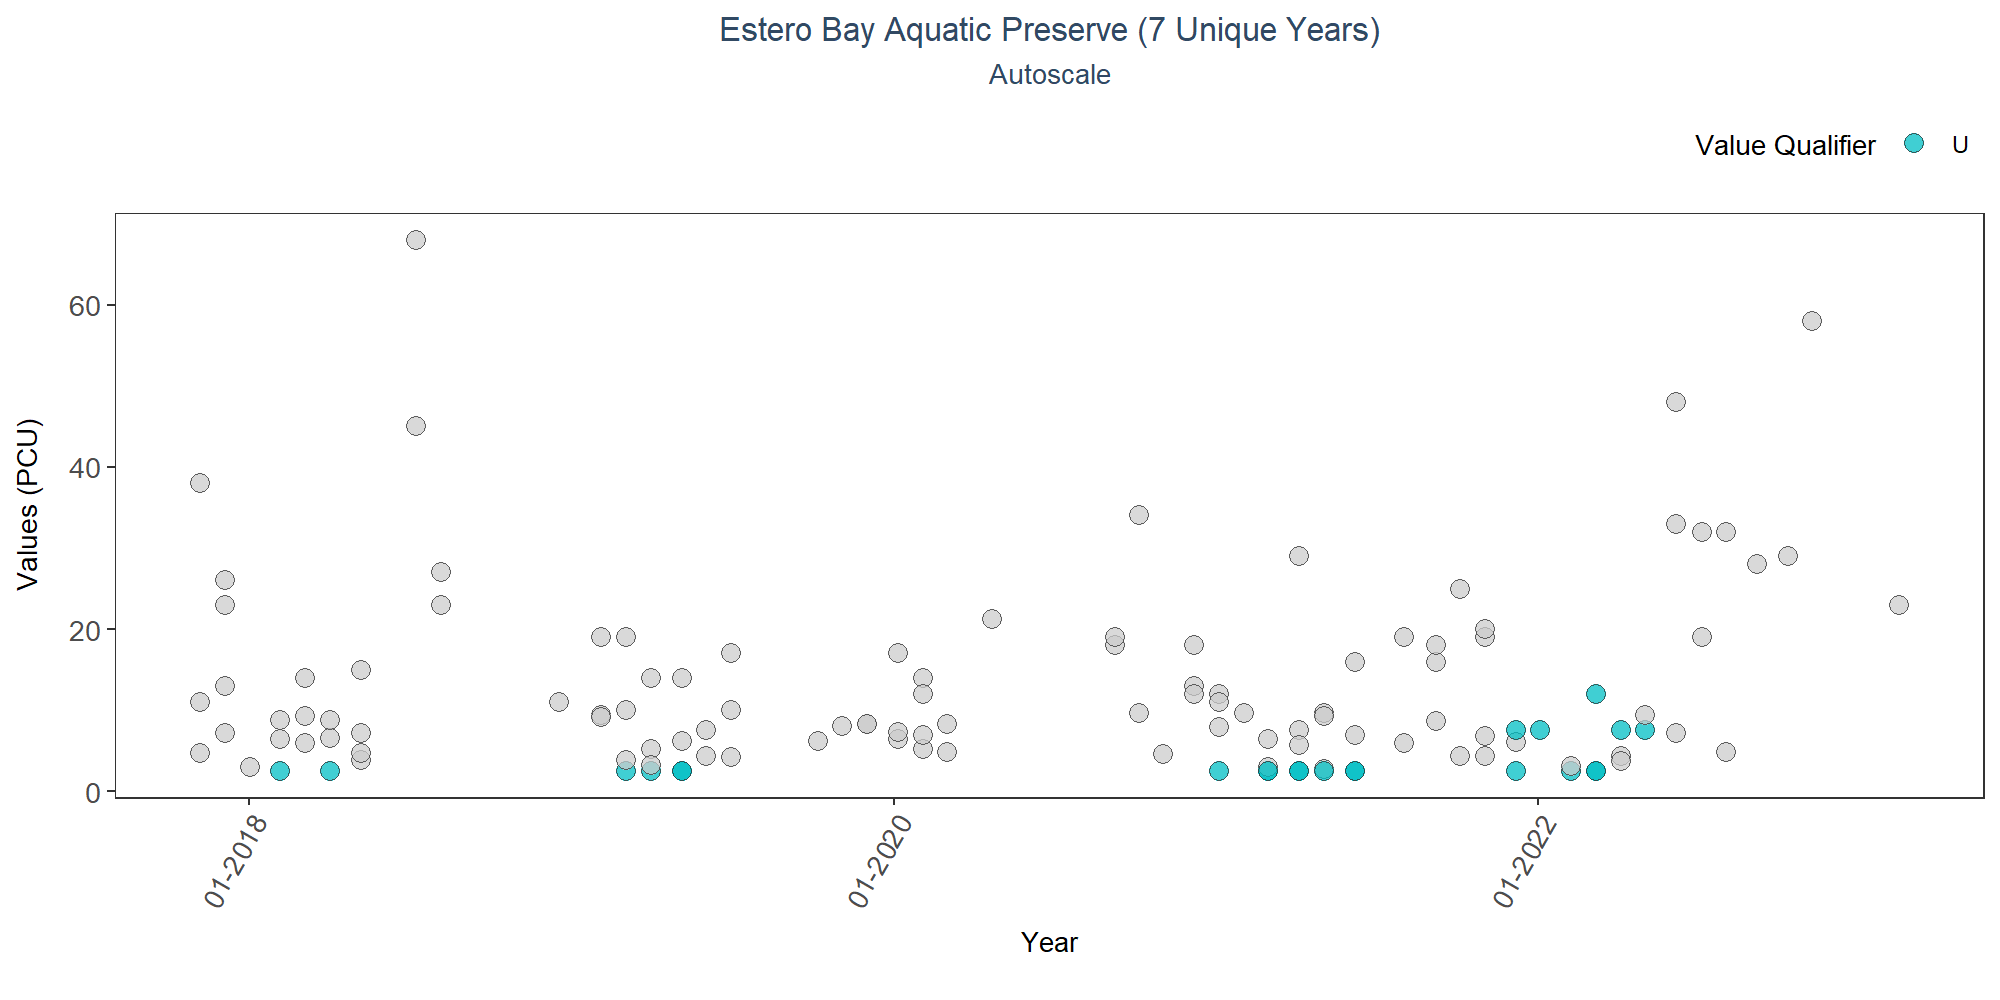 Estero Bay Aquatic Preserve (7 Unique Years)
Autoscale
Value Qualifier U
Values (PCU)
60
40
20
0
01-2018 01-2020 01-2022
Year